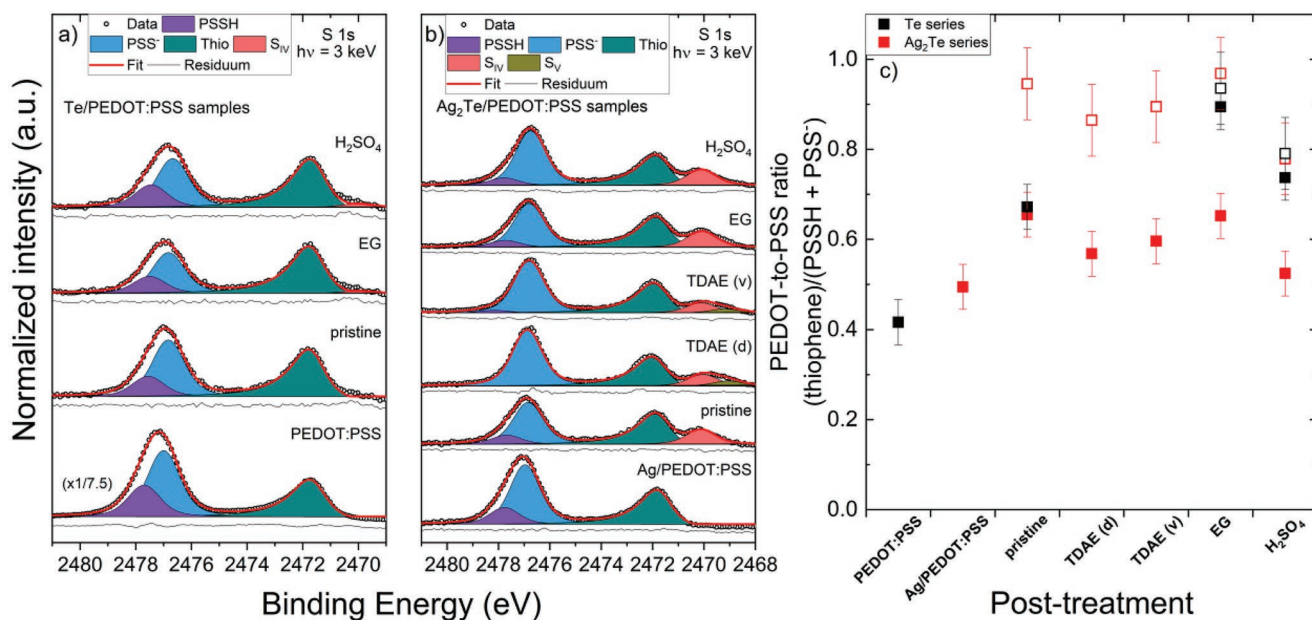 a)
Data PSSH
PSS⁻ Thio S_IV
Fit Residuum
S 1s
hν = 3 keV
Te/PEDOT:PSS samples
H₂SO₄
EG
pristine
PEDOT:PSS
(x1/7.5)
2480 2478 2476 2474 2472 2470
Normalized intensity (a.u.)
b)
Data
PSSH PSS⁻ Thio
S_IV S_V
Fit Residuum
S 1s
hν = 3 keV
Ag₂Te/PEDOT:PSS samples
H₂SO₄
EG
TDAE (v)
TDAE (d)
pristine
Ag/PEDOT:PSS
2480 2478 2476 2474 2472 2470 2468
Binding Energy (eV)
Te series
Ag₂Te series
c)
1.0
0.8
0.6
0.4
0.2
0.0
PEDOT-to-PSS ratio
(thiophene)/(PSSH + PSS⁻)
PEDOT:PSS
Ag/PEDOT:PSS
pristine
TDAE (d)
TDAE (v)
EG
H₂SO₄
Post-treatment